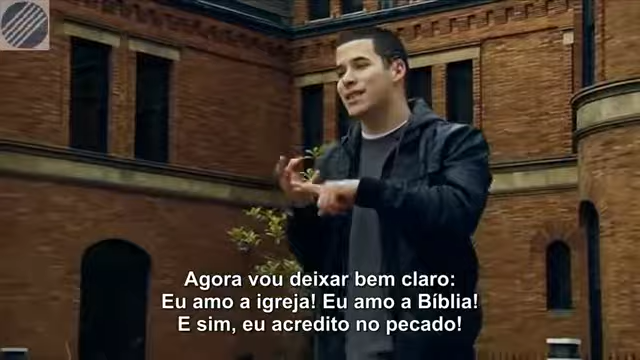 Agora vou deixar bem claro:
Eu amo a igreja! Eu amo a Bíblia!
E sim, eu acredito no pecado!